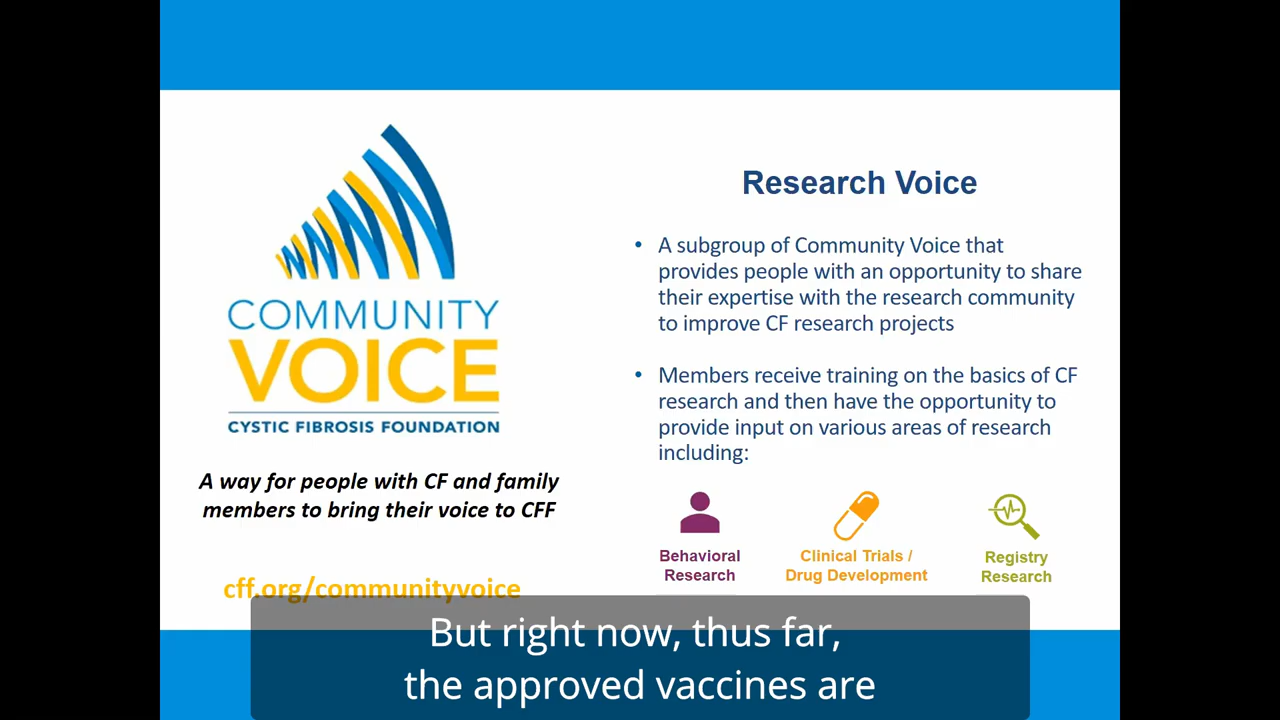 COMMUNITY
VOICE
CYSTIC FIBROSIS FOUNDATION
A way for people with CF and family
members to bring their voice to CFF
cff.org/communityvoice
Research Voice
• A subgroup of Community Voice that
provides people with an opportunity to share
their expertise with the research community
to improve CF research projects
• Members receive training on the basics of CF
research and then have the opportunity to
provide input on various areas of research
including:
Behavioral
Research
Clinical Trials /
Drug Development
Registry
Research
But right now, thus far,
the approved vaccines are